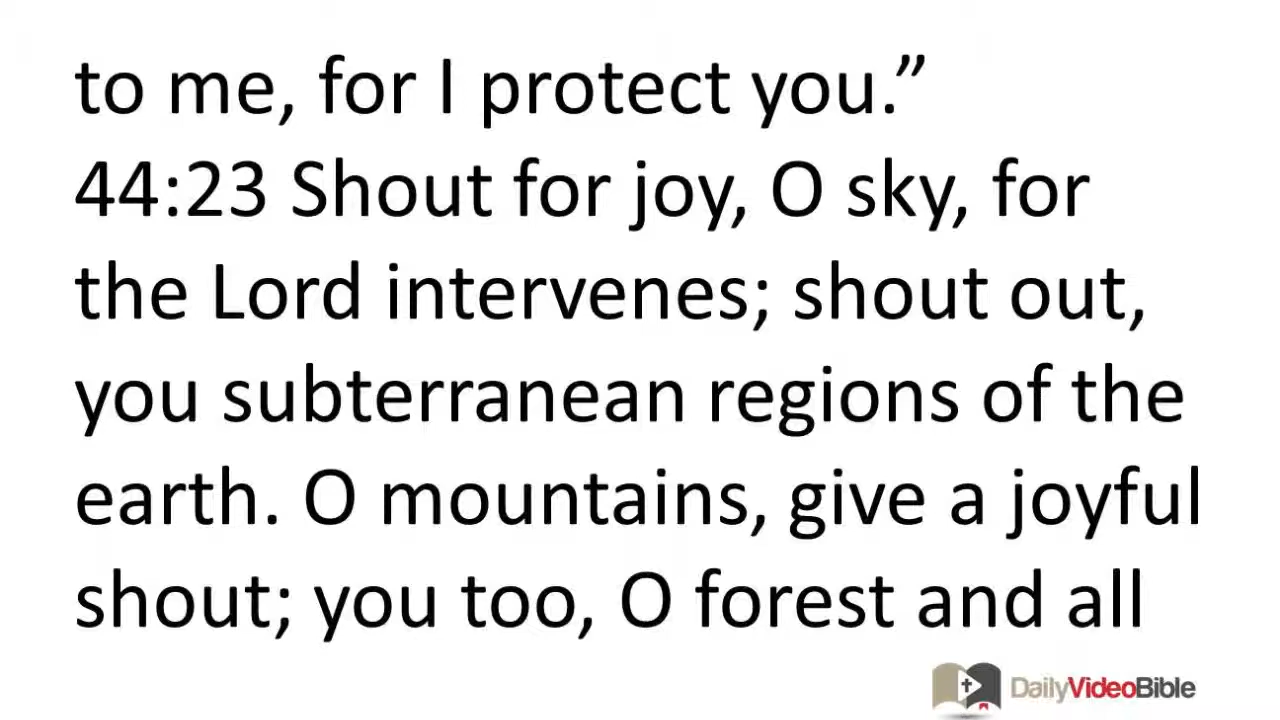 to me, for I protect you.”
44:23 Shout for joy, O sky, for
the Lord intervenes; shout out,
you subterranean regions of the
earth. O mountains, give a joyful
shout; you too, O forest and all
DailyVideoBible